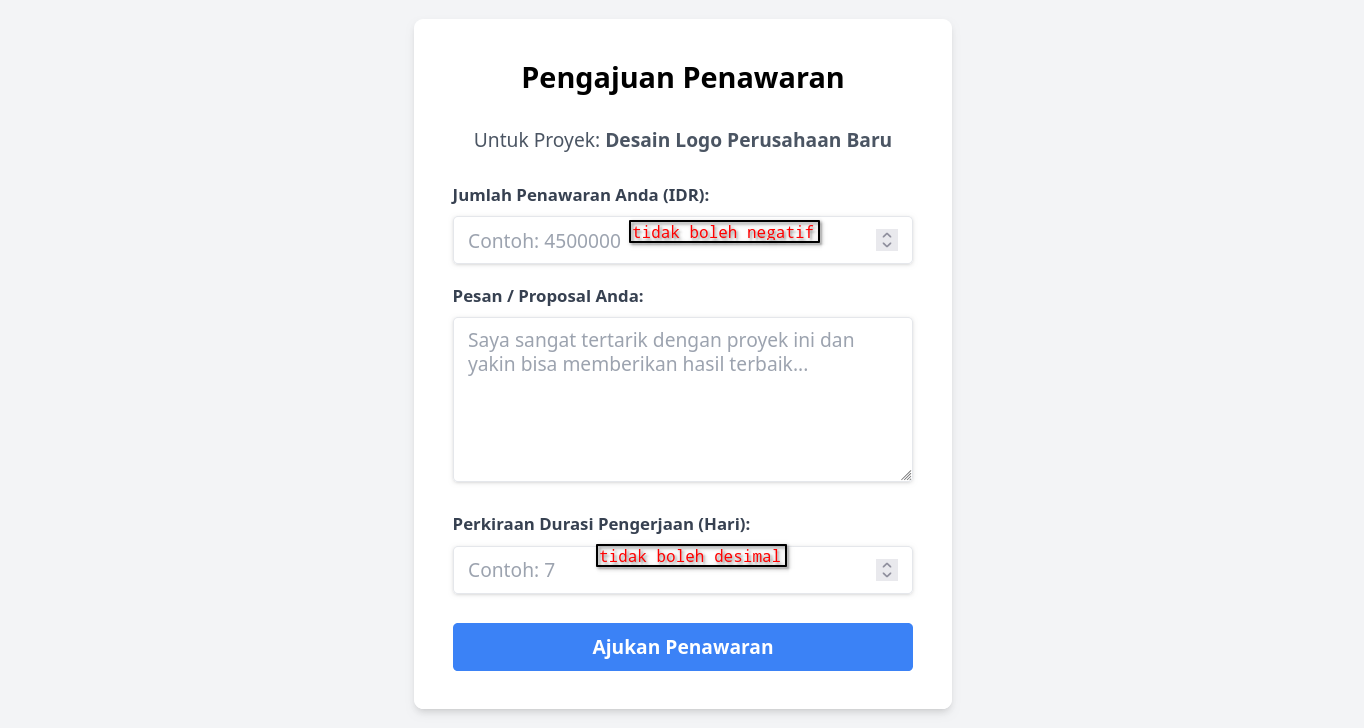 Pengajuan Penawaran
Untuk Proyek: Desain Logo Perusahaan Baru
Jumlah Penawaran Anda (IDR):
Contoh: 4500000
tidak boleh negatif
Pesan / Proposal Anda:
Saya sangat tertarik dengan proyek ini dan
yakin bisa memberikan hasil terbaik...
Perkiraan Durasi Pengerjaan (Hari):
tidak boleh desimal
Contoh: 7
Ajukan Penawaran